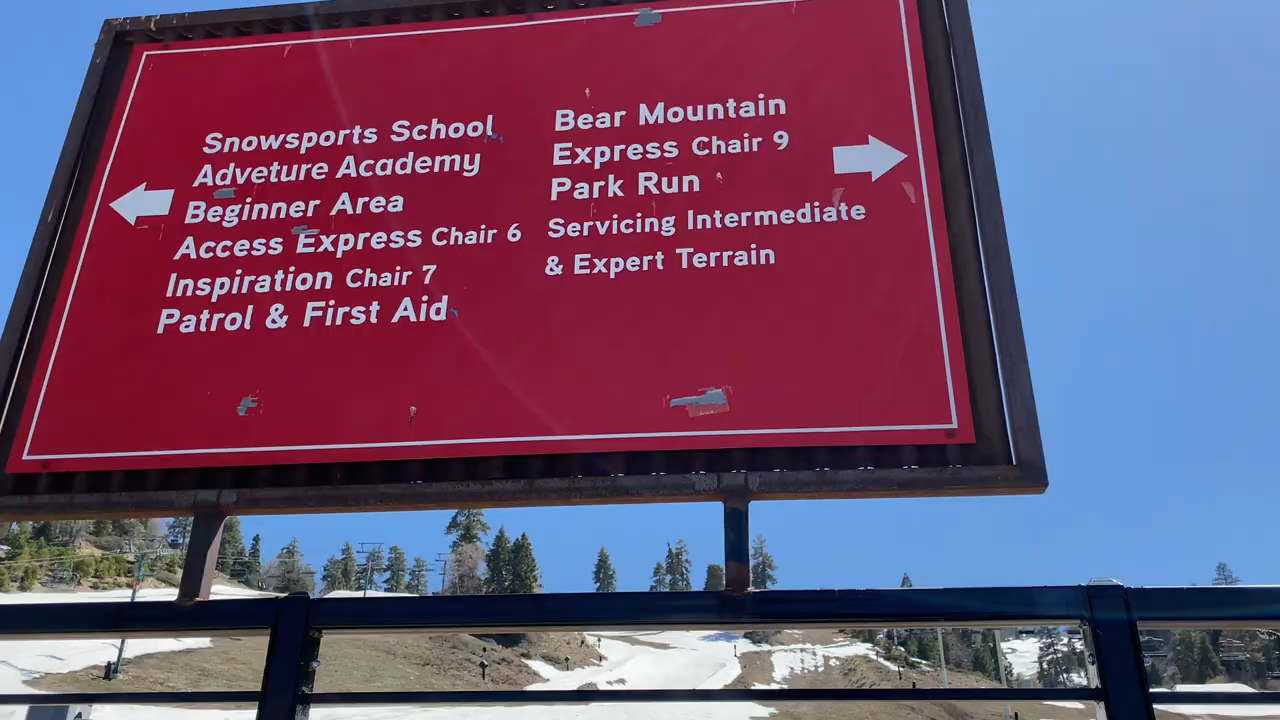 Snowsports School
Adveture Academy
Beginner Area
Access Express Chair 6
Inspiration Chair 7
Patrol & First Aid
Bear Mountain
Express Chair 9
Park Run
Servicing Intermediate
& Expert Terrain